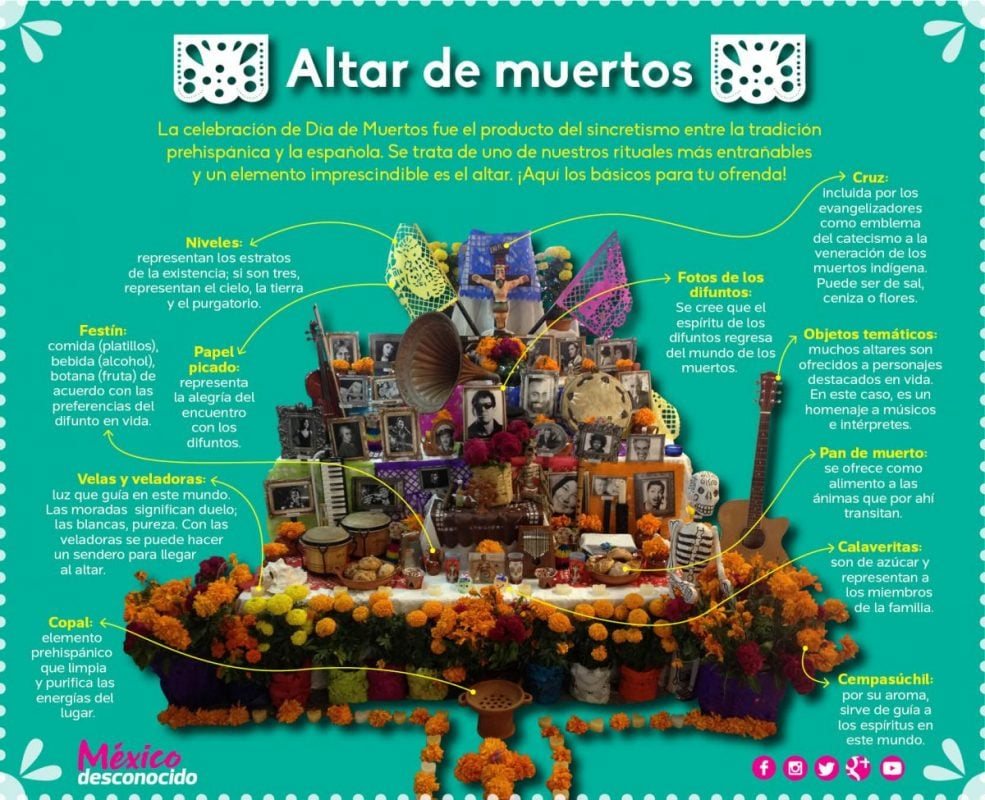 Altar de muertos
La celebración de Día de Muertos fue el producto del sincretismo entre la tradición
prehispánica y la española. Se trata de uno de nuestros rituales más entrañables
y un elemento imprescindible es el altar. ¡Aquí los básicos para tu ofrenda!
Niveles:
representan los estratos
de la existencia; si son tres,
representan el cielo, la tierra
y el purgatorio.
Festín:
comida (platillos),
bebida (alcohol),
botana (fruta) de
acuerdo con las
preferencias del
difunto en vida.
Papel
picado:
representa
la alegría del
encuentro
con los
difuntos.
Velas y veladoras:
luz que guía en este mundo.
Las moradas significan duelo;
las blancas, pureza. Con las
veladoras se puede hacer
un sendero para llegar
al altar.
Copal:
elemento
prehispánico
que limpia
y purifica las
energías del
lugar.
Cruz:
incluida por los
evangelizadores
como emblema
del catecismo a la
veneración de los
muertos indígena.
Puede ser de sal,
ceniza o flores.
Fotos de los
difuntos:
Se cree que el
espíritu de los
difuntos regresa
del mundo de los
muertos.
Objetos temáticos:
muchos altares son
ofrecidos a personajes
destacados en vida.
En este caso, es un
homenaje a músicos
e intérpretes.
Pan de muerto:
se ofrece como
alimento a las
ánimas que por ahí
transitan.
Calaveritas:
son de azúcar y
representan a
los miembros
de la familia.
Cempasúchil:
por su aroma,
sirve de guía a
los espíritus en
este mundo.
México
desconocido